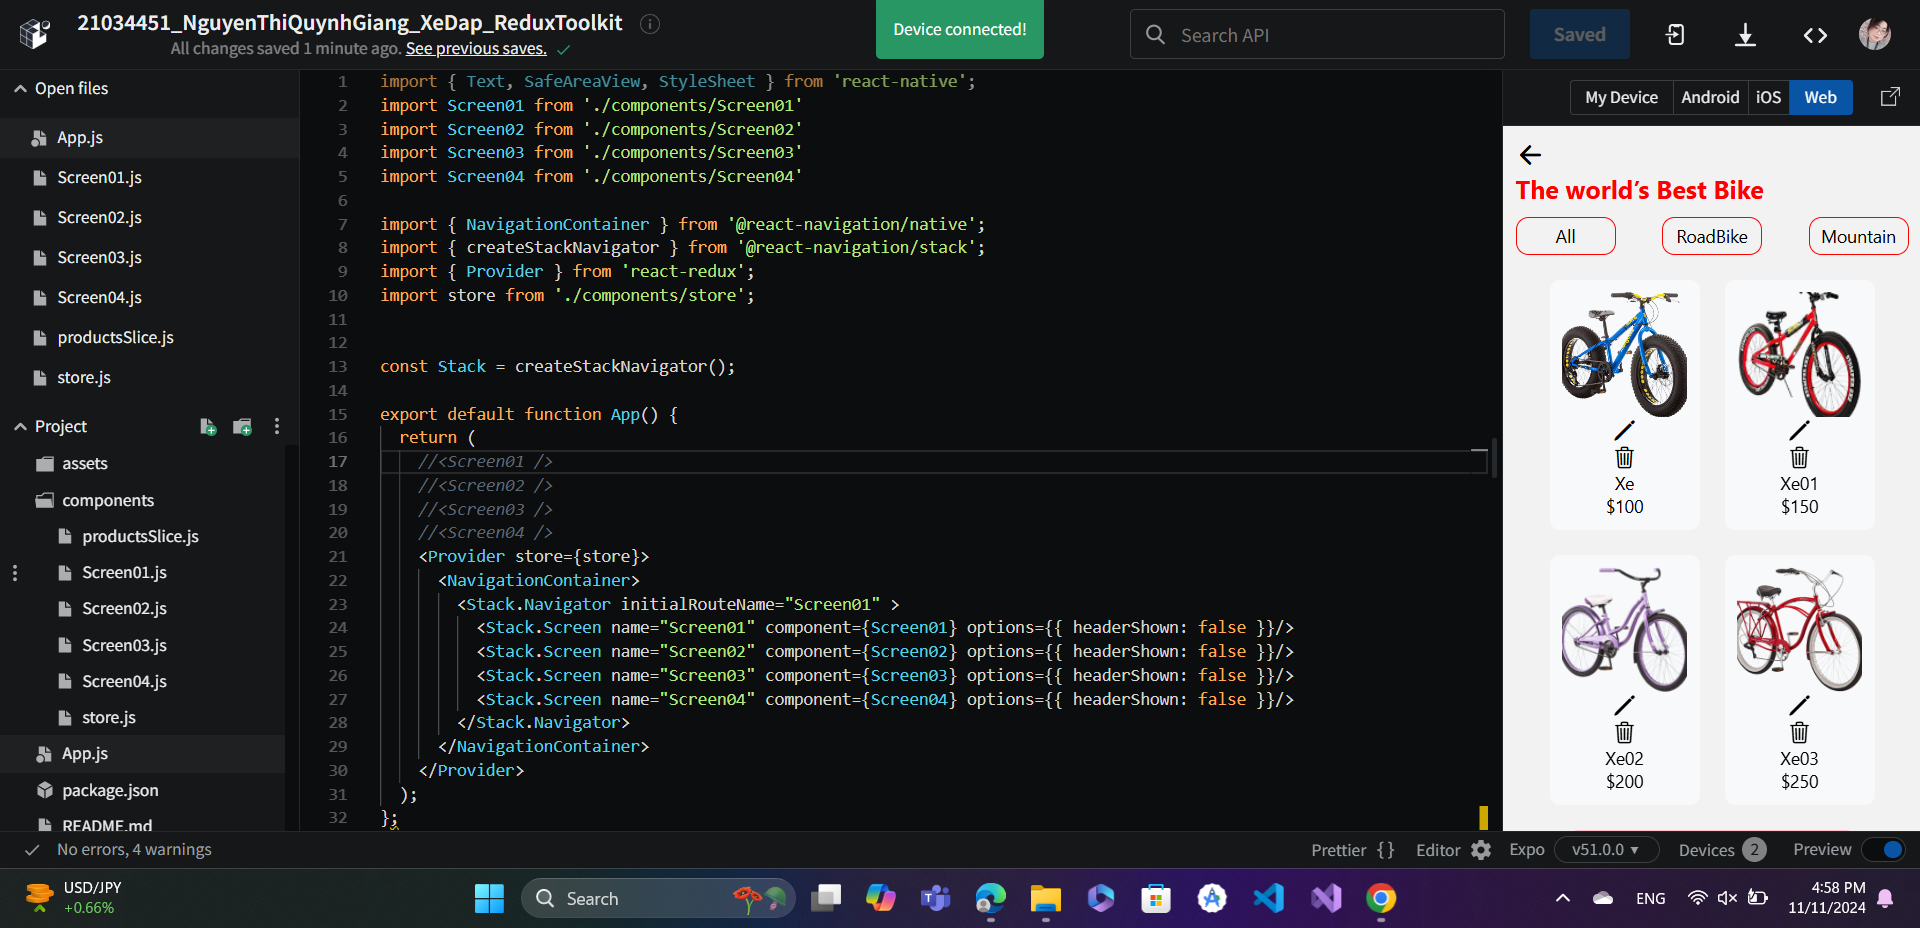 21034451_NguyenThiQuynhGiang_XeDap_ReduxToolkit
All changes saved 1 minute ago. See previous saves.
Device connected!
Search API
Saved
Open files
App.js
Screen01.js
Screen02.js
Screen03.js
Screen04.js
productsSlice.js
store.js
Project
assets
components
productsSlice.js
Screen01.js
Screen02.js
Screen03.js
Screen04.js
store.js
App.js
package.json
README.md
1 import { Text, SafeAreaView, StyleSheet } from 'react-native';
2 import Screen01 from './components/Screen01'
3 import Screen02 from './components/Screen02'
4 import Screen03 from './components/Screen03'
5 import Screen04 from './components/Screen04'
6
7 import { NavigationContainer } from '@react-navigation/native';
8 import { createStackNavigator } from '@react-navigation/stack';
9 import { Provider } from 'react-redux';
10 import store from './components/store';
11
12
13 const Stack = createStackNavigator();
14
15 export default function App() {
16 return (
17 //<Screen01 />
18 //<Screen02 />
19 //<Screen03 />
20 //<Screen04 />
21 <Provider store={store}>
22 <NavigationContainer>
23 <Stack.Navigator initialRouteName="Screen01" >
24 <Stack.Screen name="Screen01" component={Screen01} options={{ headerShown: false }}/>
25 <Stack.Screen name="Screen02" component={Screen02} options={{ headerShown: false }}/>
26 <Stack.Screen name="Screen03" component={Screen03} options={{ headerShown: false }}/>
27 <Stack.Screen name="Screen04" component={Screen04} options={{ headerShown: false }}/>
28 </Stack.Navigator>
29 </NavigationContainer>
30 </Provider>
31 );
32 };
My Device Android iOS Web
The world's Best Bike
All RoadBike Mountain
Xe
$100
Xe01
$150
Xe02
$200
Xe03
$250
No errors, 4 warnings
Prettier {} Editor Expo v51.0.0 Devices 2 Preview
USD/JPY
+0.66%
Search
ENG
4:58 PM
11/11/2024